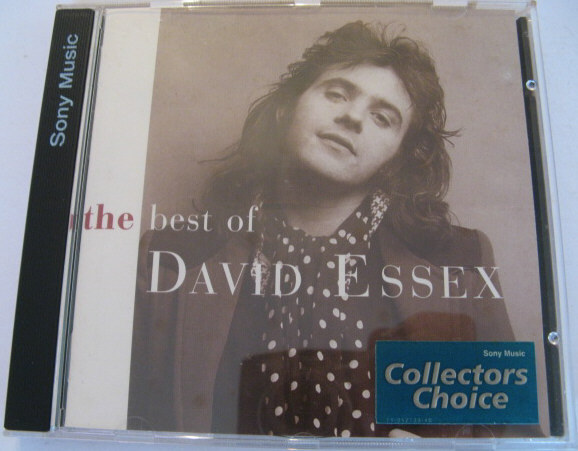 Sony Music
the best of
DAVID ESSEX
Sony Music
Collectors
Choice